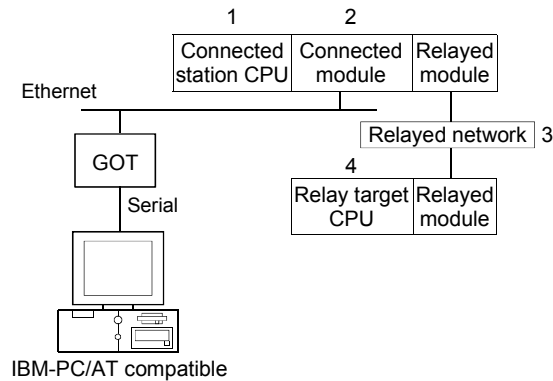 1 2
Connected station CPU
Connected module
Relayed module
Ethernet
Relayed network 3
GOT
4
Relay target CPU
Relayed module
Serial
IBM-PC/AT compatible